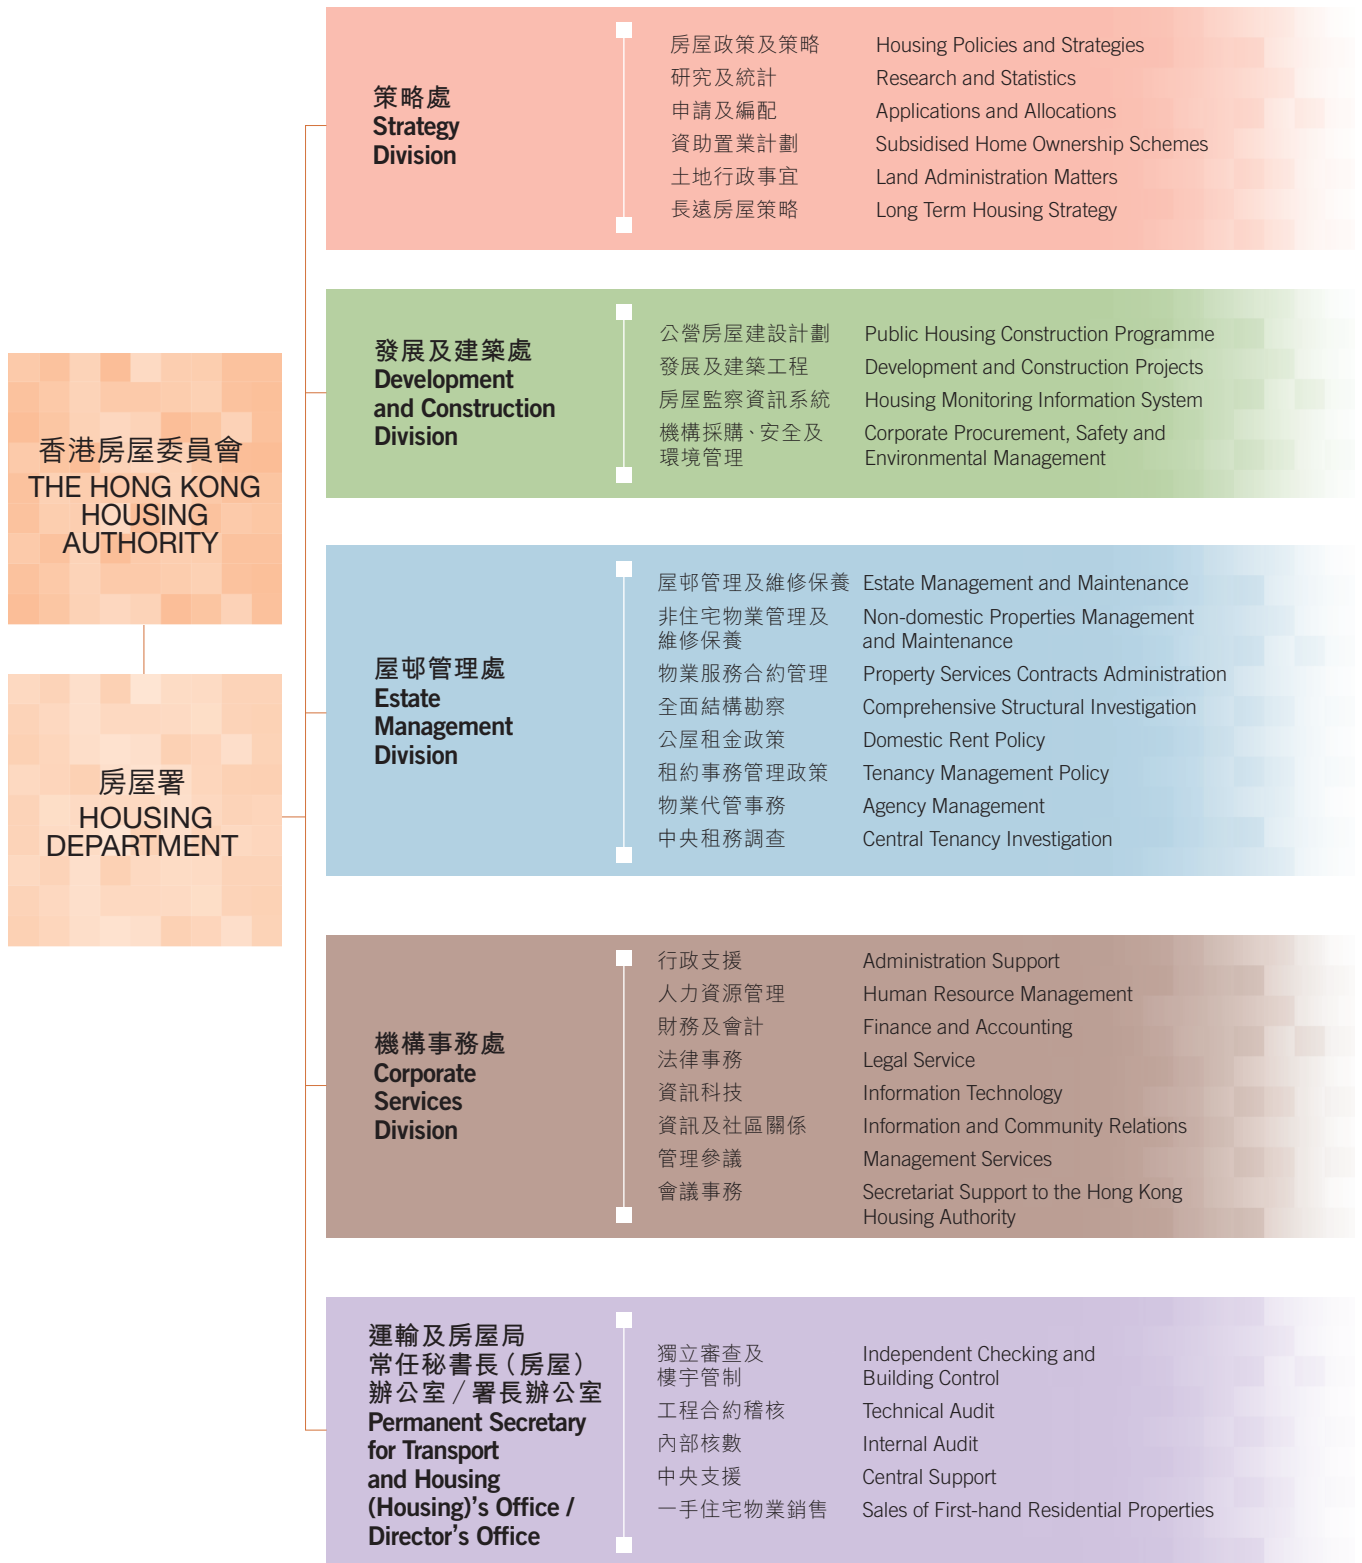 香港房屋委員會
THE HONG KONG
HOUSING
AUTHORITY
房屋署
HOUSING
DEPARTMENT
策略處
Strategy
Division
房屋政策及策略 Housing Policies and Strategies
研究及統計 Research and Statistics
申請及編配 Applications and Allocations
資助置業計劃 Subsidised Home Ownership Schemes
土地行政事宜 Land Administration Matters
長遠房屋策略 Long Term Housing Strategy
發展及建築處
Development
and Construction
Division
公營房屋建設計劃 Public Housing Construction Programme
發展及建築工程 Development and Construction Projects
房屋監察資訊系統 Housing Monitoring Information System
機構採購、安全及 Corporate Procurement, Safety and
環境管理 Environmental Management
屋邨管理處
Estate
Management
Division
屋邨管理及維修保養 Estate Management and Maintenance
非住宅物業管理及 Non-domestic Properties Management
維修保養 and Maintenance
物業服務合約管理 Property Services Contracts Administration
全面結構勘察 Comprehensive Structural Investigation
公屋租金政策 Domestic Rent Policy
租約事務管理政策 Tenancy Management Policy
物業代管事務 Agency Management
中央租務調查 Central Tenancy Investigation
機構事務處
Corporate
Services
Division
行政支援 Administration Support
人力資源管理 Human Resource Management
財務及會計 Finance and Accounting
法律事務 Legal Service
資訊科技 Information Technology
資訊及社區關係 Information and Community Relations
管理參議 Management Services
會議事務 Secretariat Support to the Hong Kong
Housing Authority
運輸及房屋局
常任秘書長（房屋）
辦公室／署長辦公室
Permanent Secretary
for Transport
and Housing
(Housing)’s Office /
Director’s Office
獨立審查及 Independent Checking and
樓宇管制 Building Control
工程合約稽核 Technical Audit
內部核數 Internal Audit
中央支援 Central Support
一手住宅物業銷售 Sales of First-hand Residential Properties